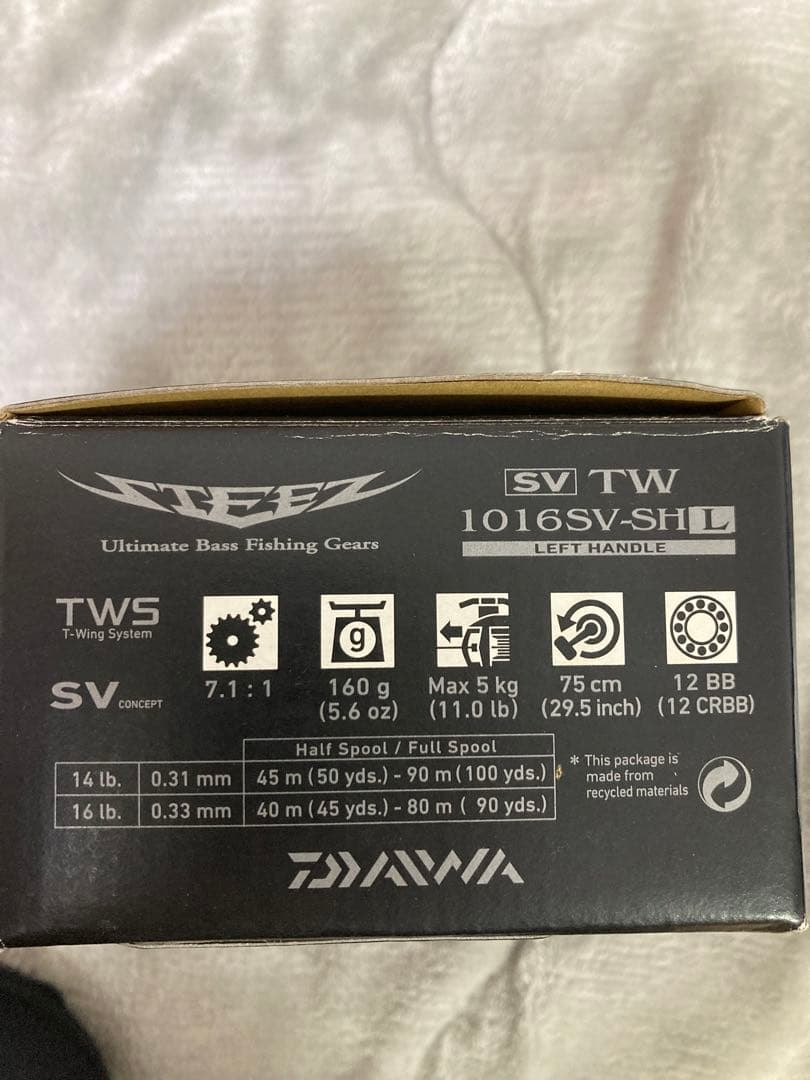 STEEZ
Ultimate Bass Fishing Gears
SV TW
1016SV-SH L
LEFT HANDLE
TWS
T-Wing System
SV CONCEPT
7.1 : 1
g
160 g
(5.6 oz)
Max 5 kg
(11.0 lb)
75 cm
(29.5 inch)
12 BB
(12 CRBB)
Half Spool / Full Spool
14 lb. 0.31 mm 45 m (50 yds.) - 90 m (100 yds.)
16 lb. 0.33 mm 40 m (45 yds.) - 80 m ( 90 yds.)
* This package is
made from
recycled materials
DAIWA